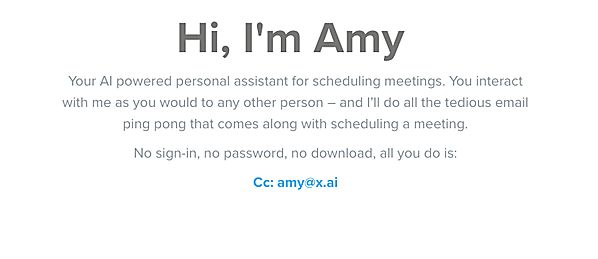 Hi, I'm Amy
Your AI powered personal assistant for scheduling meetings. You interact
with me as you would to any other person – and I'll do all the tedious email
ping pong that comes along with scheduling a meeting.
No sign-in, no password, no download, all you do is:
Cc: amy@x.ai